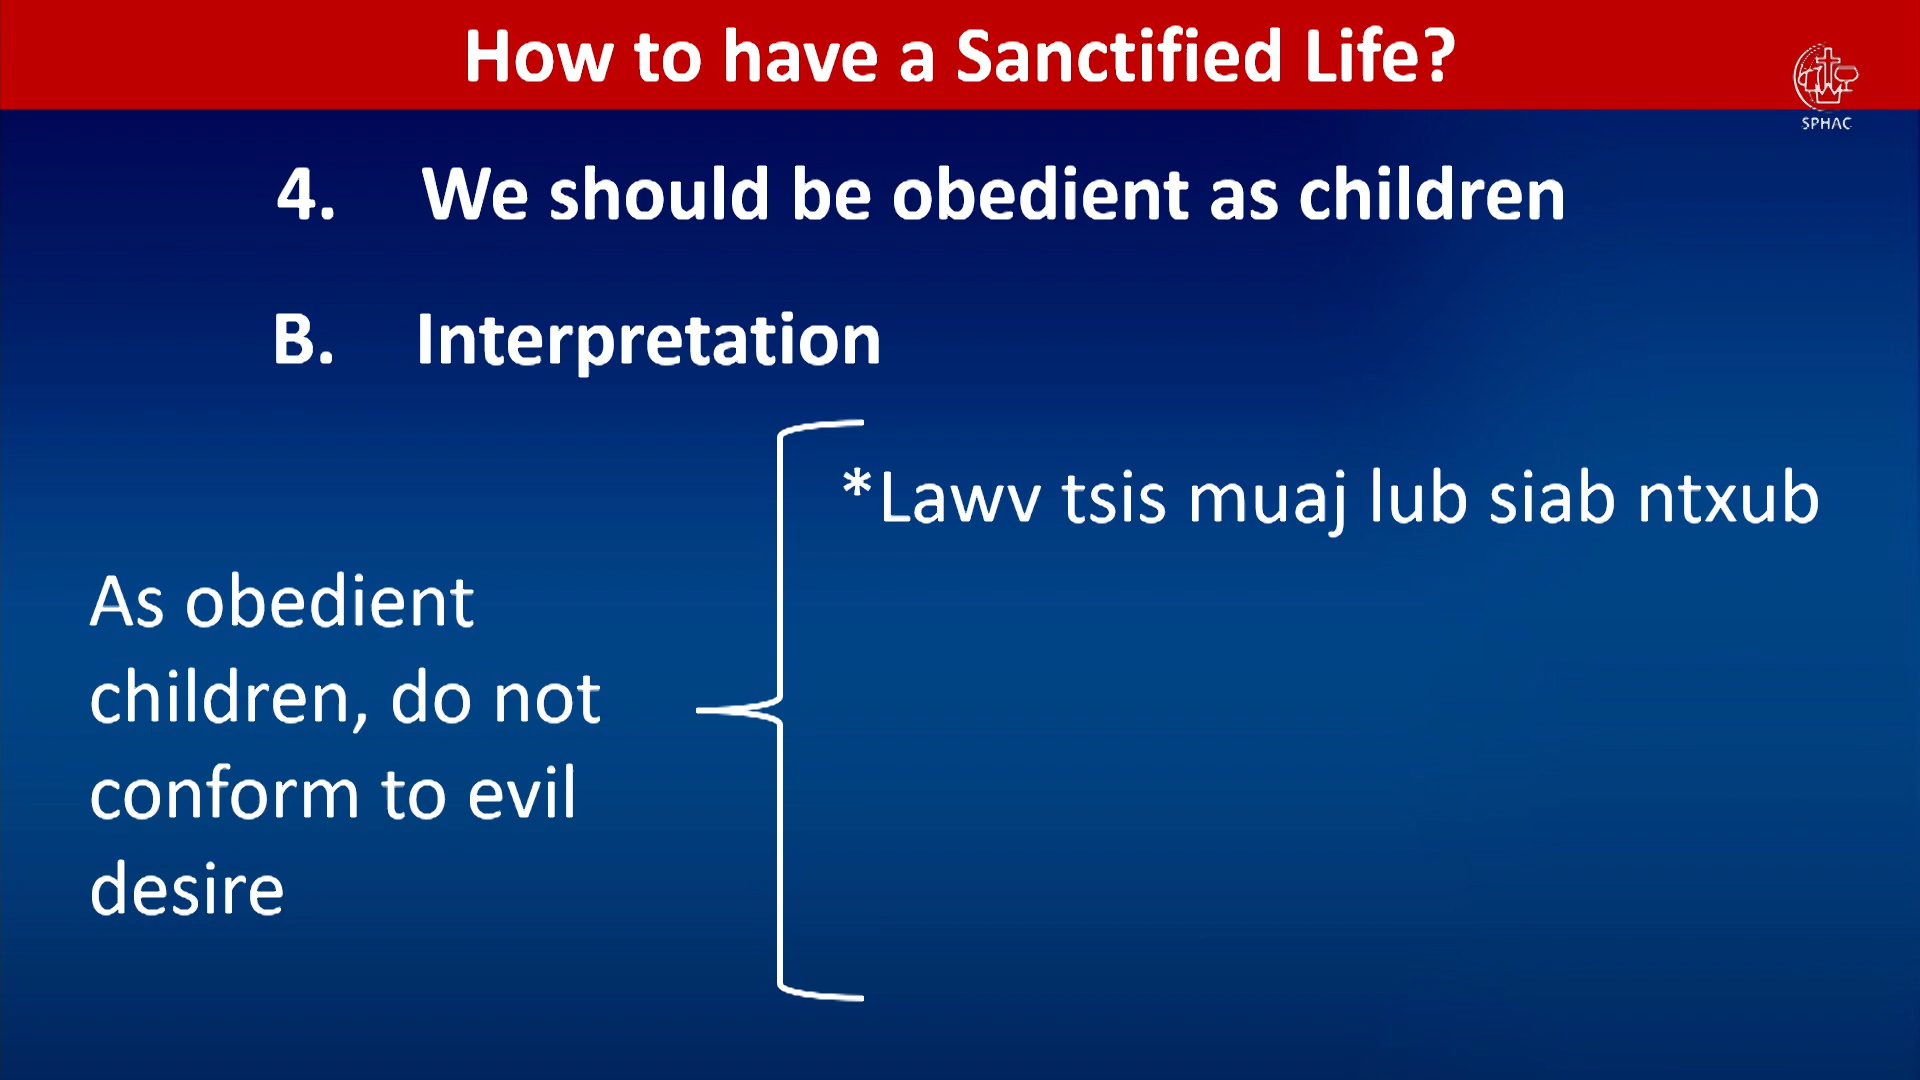 How to have a Sanctified Life?
SPHAC
4. We should be obedient as children
B. Interpretation
*Lawv tsis muaj lub siab ntxub
As obedient
children, do not
conform to evil
desire